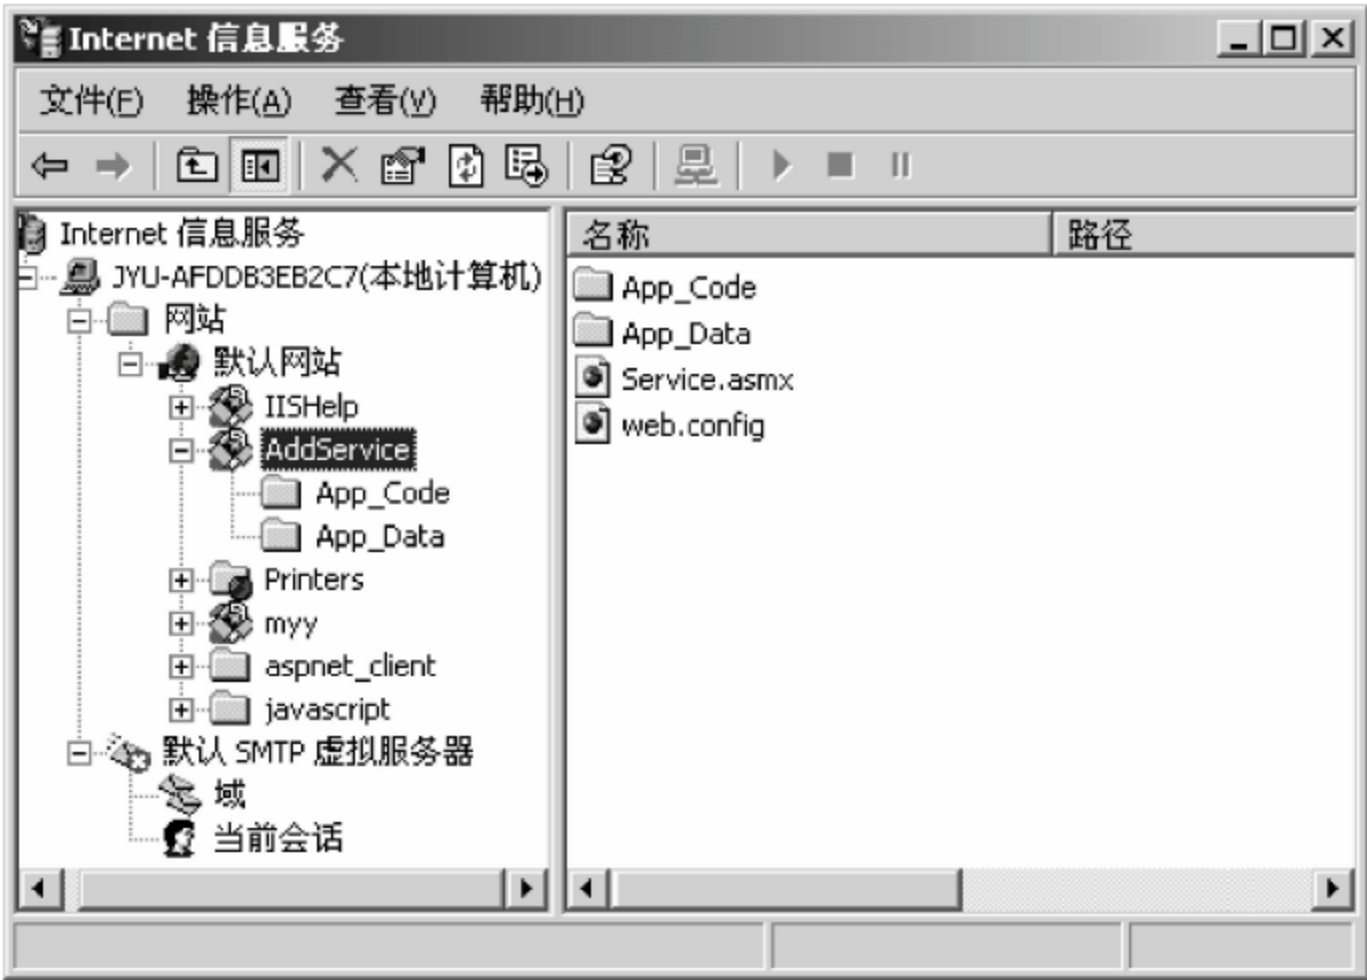 Internet 信息服务
文件(F) 操作(A) 查看(V) 帮助(H)
Internet 信息服务
JYU-AFDDB3EB2C7(本地计算机)
网站
默认网站
IISHelp
AddService
App_Code
App_Data
Printers
myy
aspnet_client
javascript
默认 SMTP 虚拟服务器
域
当前会话
名称 路径
App_Code
App_Data
Service.asmx
web.config